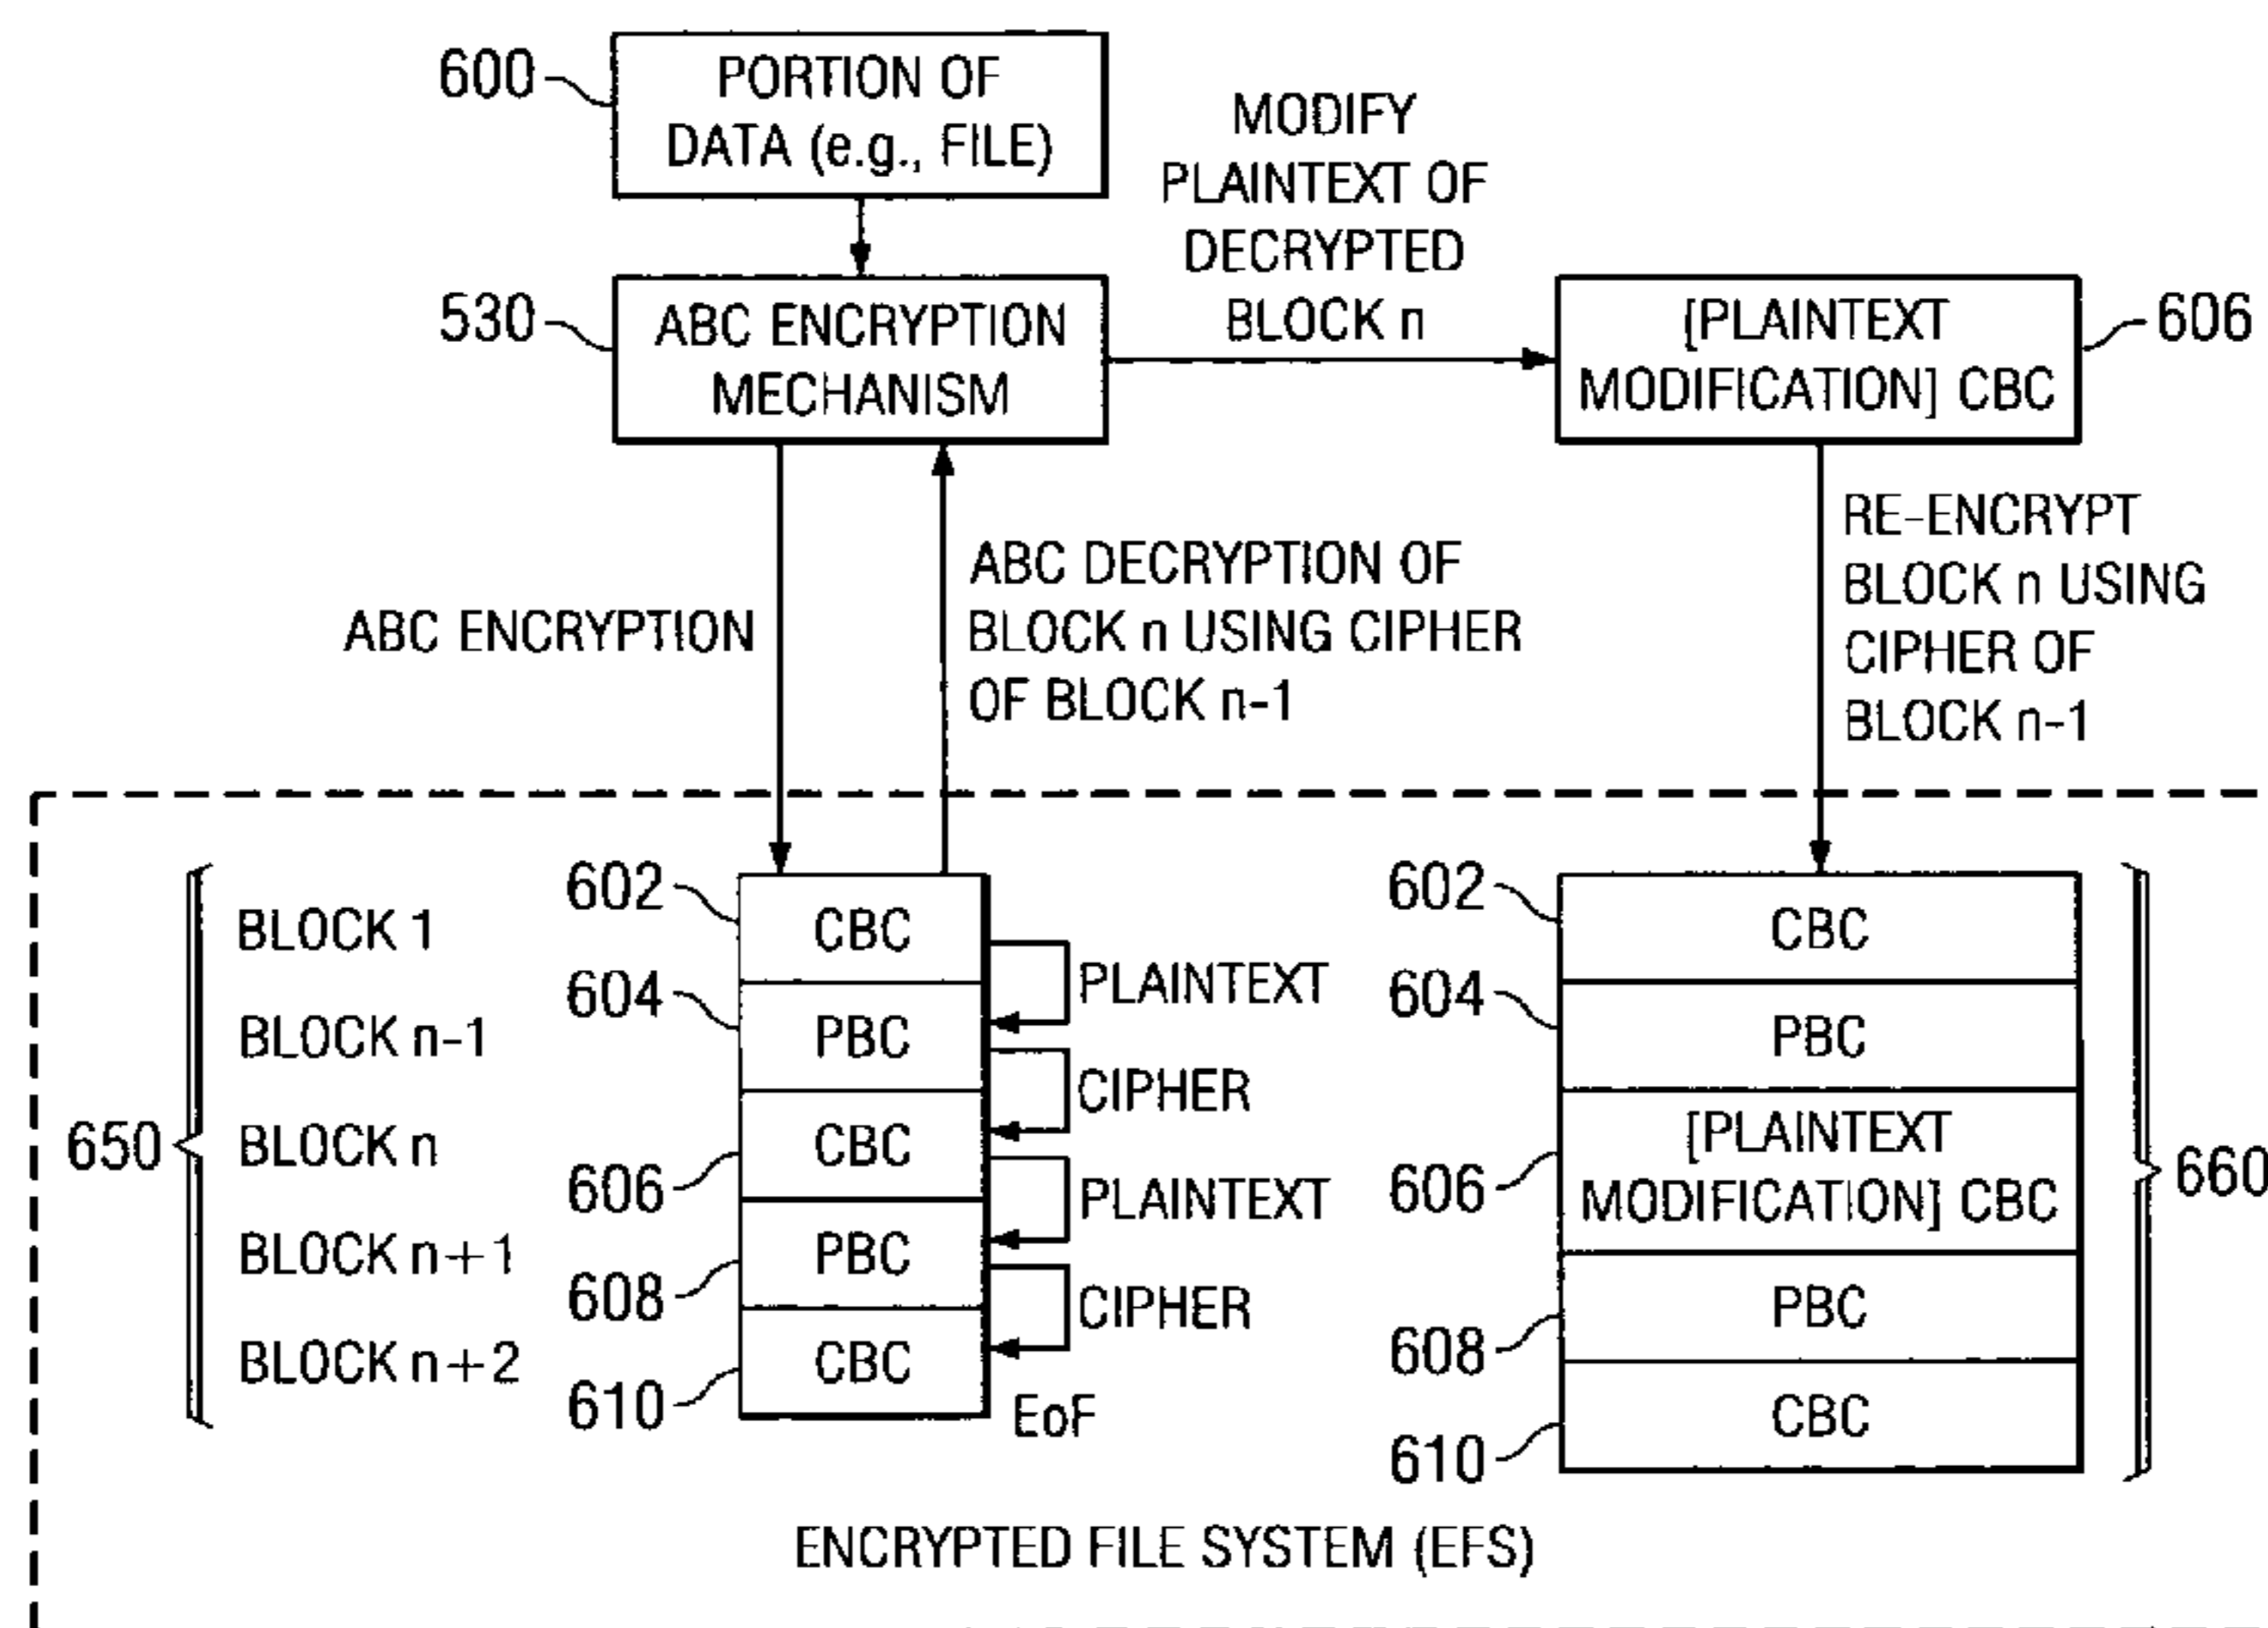 600
PORTION OF
DATA (e.g., FILE)
MODIFY
PLAINTEXT OF
DECRYPTED
BLOCK n
530
ABC ENCRYPTION
MECHANISM
[PLAINTEXT
MODIFICATION] CBC
606
ABC ENCRYPTION
ABC DECRYPTION OF
BLOCK n USING CIPHER
OF BLOCK n-1
RE-ENCRYPT
BLOCK n USING
CIPHER OF
BLOCK n-1
650
BLOCK 1
BLOCK n-1
BLOCK n
BLOCK n+1
BLOCK n+2
602
CBC
604
PBC
606
CBC
608
PBC
610
CBC
PLAINTEXT
CIPHER
PLAINTEXT
CIPHER
EoF
602
CBC
604
PBC
606
[PLAINTEXT
MODIFICATION] CBC
608
PBC
610
CBC
660
ENCRYPTED FILE SYSTEM (EFS)